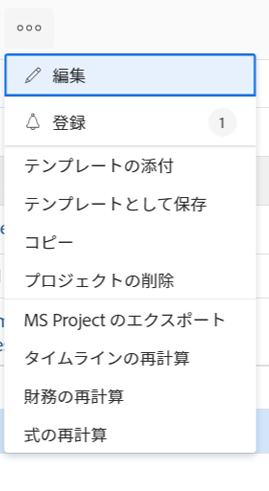 編集
登録 1
テンプレートの添付
テンプレートとして保存
コピー
プロジェクトの削除
MS Project のエクスポート
タイムラインの再計算
財務の再計算
式の再計算